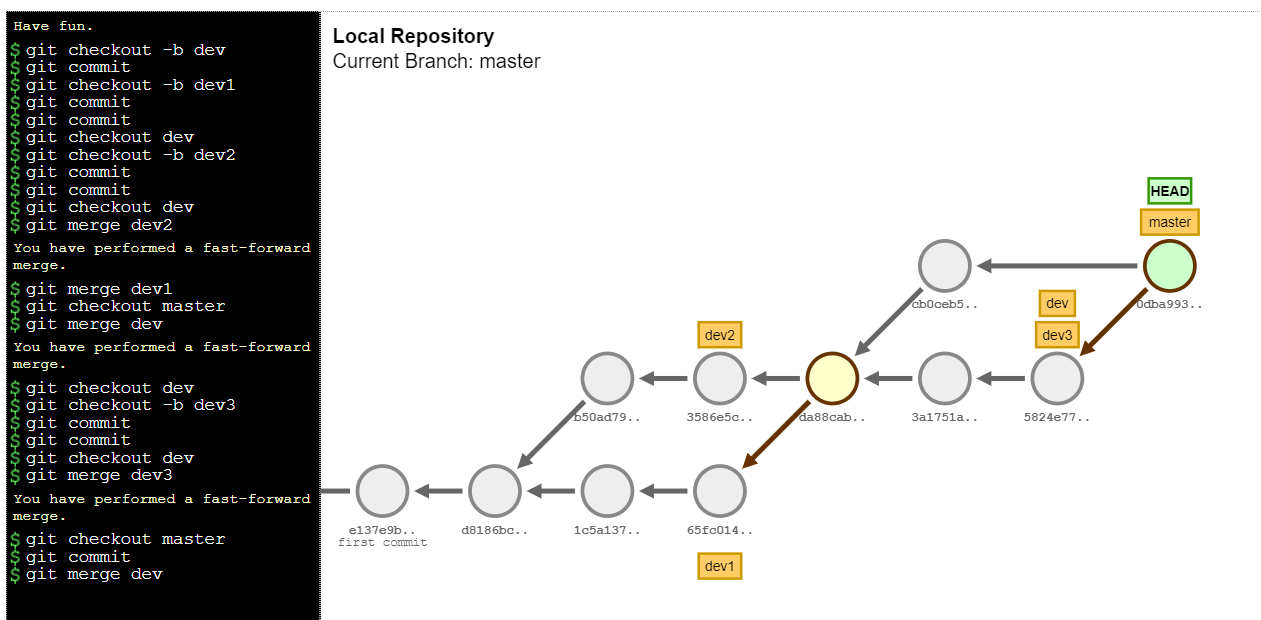 Have fun.
$ git checkout -b dev
$ git commit
$ git checkout -b dev1
$ git commit
$ git commit
$ git checkout dev
$ git checkout -b dev2
$ git commit
$ git commit
$ git checkout dev
$ git merge dev2
You have performed a fast-forward
merge.
$ git merge dev1
$ git checkout master
$ git merge dev
You have performed a fast-forward
merge.
$ git checkout dev
$ git checkout -b dev3
$ git commit
$ git commit
$ git checkout dev
$ git merge dev3
You have performed a fast-forward
merge.
$ git checkout master
$ git commit
$ git merge dev
Local Repository
Current Branch: master
HEAD
master
cb0ceb5..
0dba993..
dev
dev2
dev3
b50ad79..
3586e5c..
da88cab..
3a1751a..
5824e77..
e137e9b..
first commit
d8186bc..
1c5a137..
65fc014..
dev1